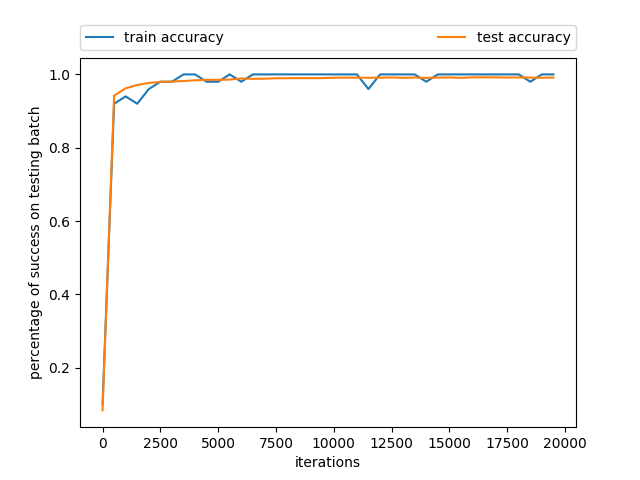 train accuracy test accuracy
1.0
0.8
0.6
0.4
0.2
percentage of success on testing batch
0 2500 5000 7500 10000 12500 15000 17500 20000
iterations